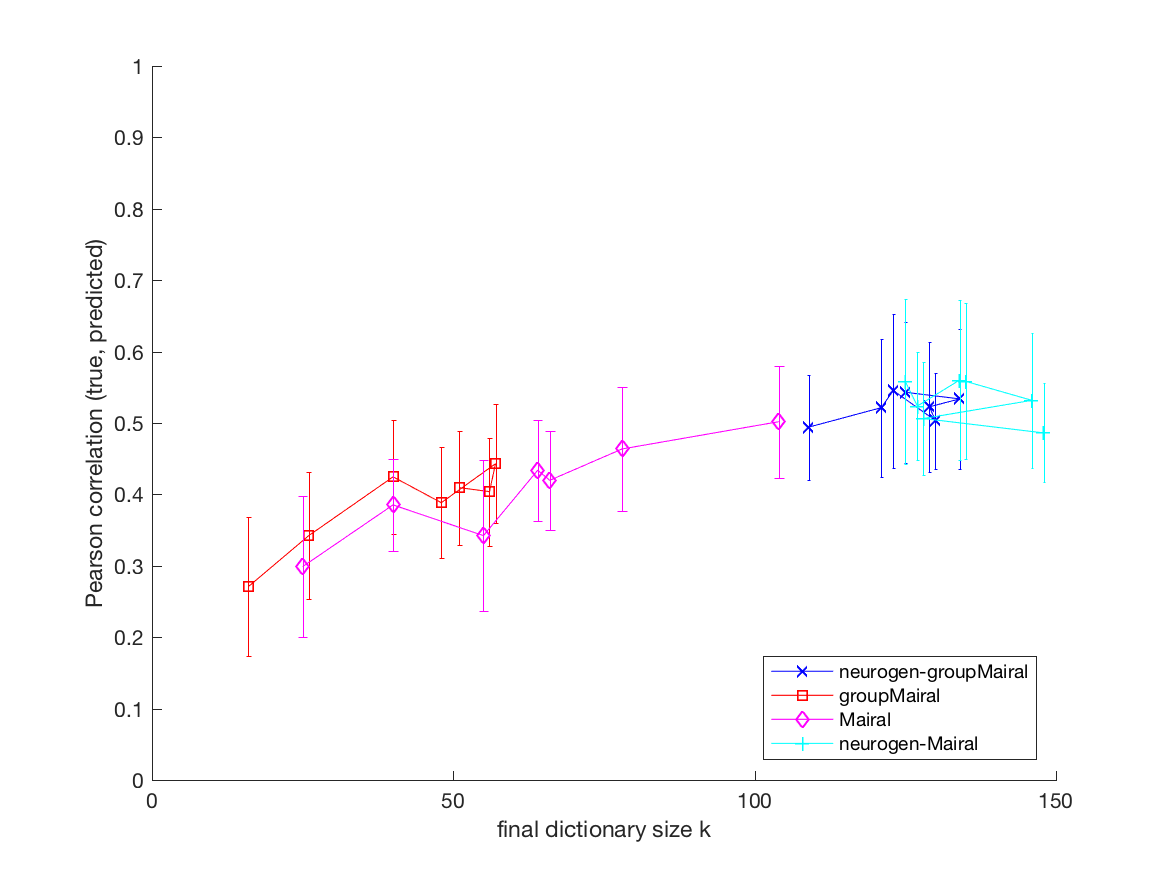 Pearson correlation (true, predicted)
1
0.9
0.8
0.7
0.6
0.5
0.4
0.3
0.2
0.1
0
0 50 100 150
final dictionary size k
neurogen-groupMairal
groupMairal
Mairal
neurogen-Mairal